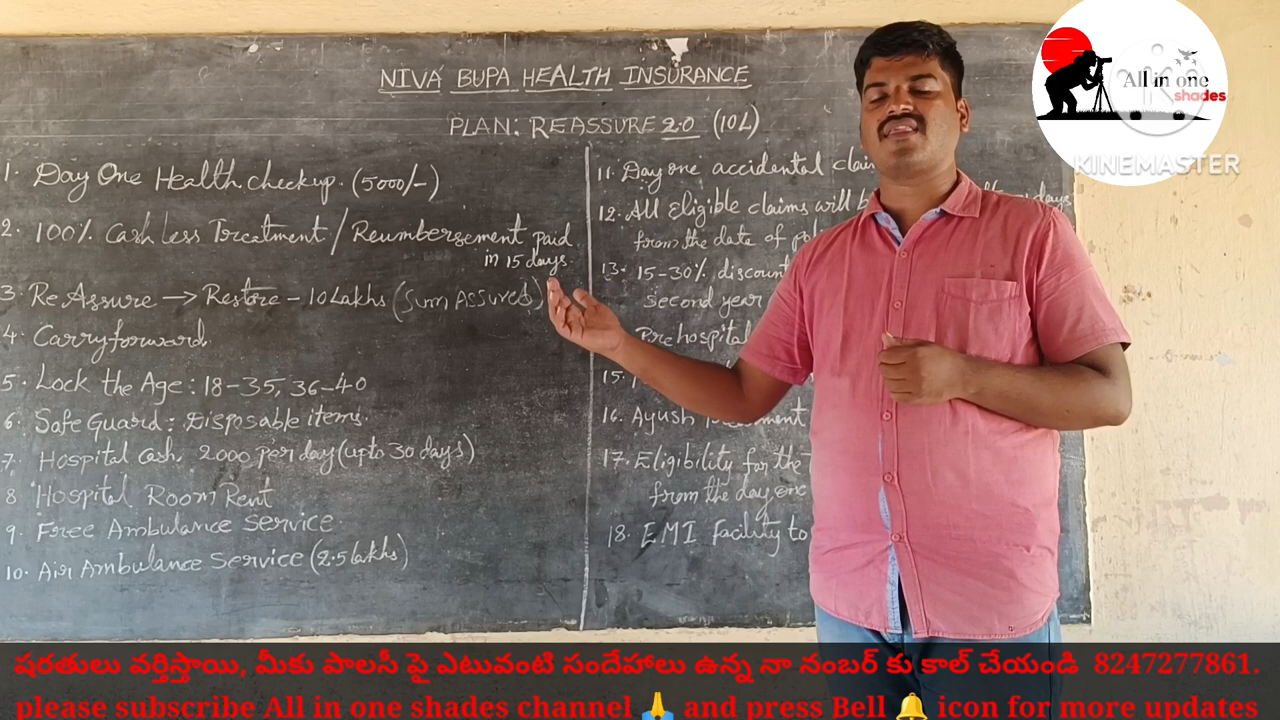 NIVA BUPA HEALTH INSURANCE
PLAN: REASSURE 2.0 (10L)
1. Day One Health checkup. (5000/-)
2. 100% Cashless Treatment / Reumbersement paid
in 15 days.
3. ReAssure → Restore - 10 Lakhs (Sum Assured)
4. Carryforward.
5. Lock the Age: 18-35, 36-40
6. Safe Guard: Disposable items.
7. Hospital Cash. 2000 per day (upto 30 days)
8 Hospital Room Rent
9. Free Ambulance Service.
10. Air Ambulance Service (2.5 lakhs)
11. Day one accidental
12. All Eligible claims will days
from the date of
13. 15-30% discount
second year
Pre
15.
16. Ayush
17. Eligibility for the
from the day one
18. EMI Facility to
All in one
shades
KINEMASTER
షరతులు వర్తిస్తాయి, మీకు పాలసీ పై ఎటువంటి సందేహాలు ఉన్న నా నంబర్ కు కాల్ చేయండి 8247277861.
please subscribe All in one shades channel 🙏 and press Bell 🔔 icon for more updates